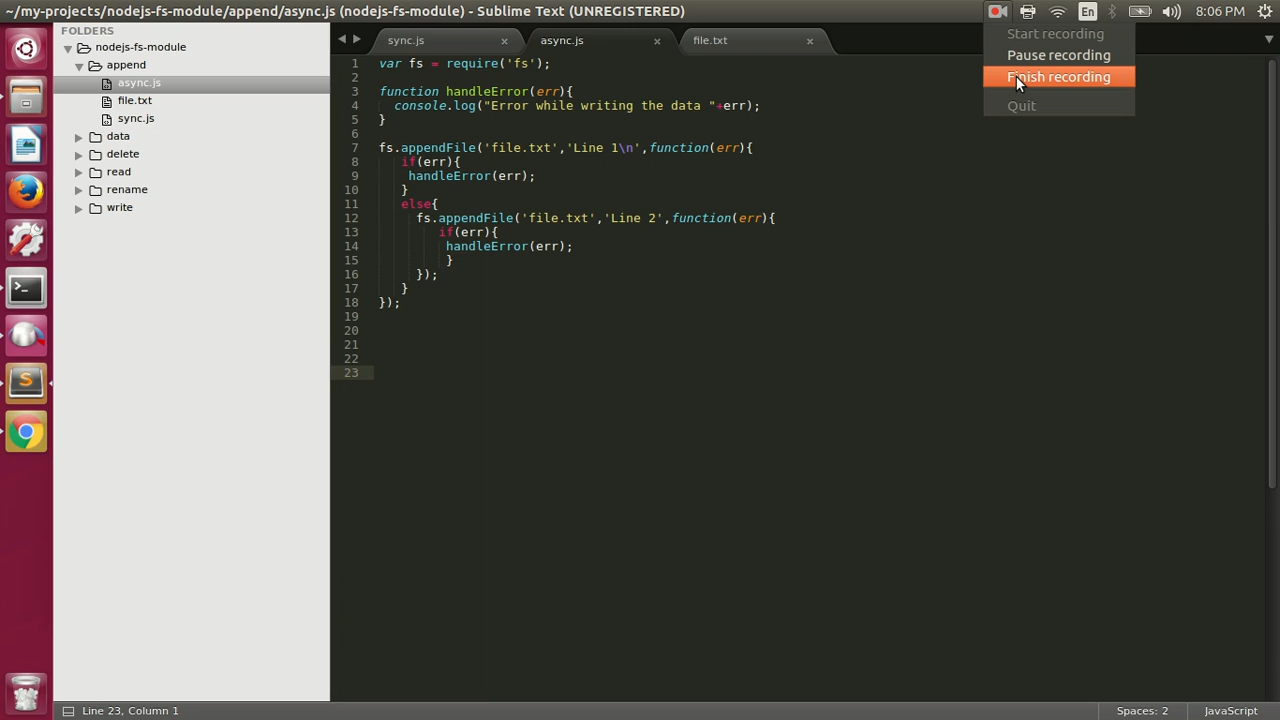 ~/my-projects/nodejs-fs-module/append/async.js (nodejs-fs-module) - Sublime Text (UNREGISTERED)
En
8:06 PM
Start recording
Pause recording
Finish recording
Quit
FOLDERS
nodejs-fs-module
append
async.js
file.txt
sync.js
data
delete
read
rename
write
sync.js
async.js
file.txt
1 var fs = require('fs');
2
3 function handleError(err){
4   console.log("Error while writing the data "+err);
5 }
6
7 fs.appendFile('file.txt','Line 1\n',function(err){
8    if(err){
9     handleError(err);
10    }
11    else{
12      fs.appendFile('file.txt','Line 2',function(err){
13         if(err){
14          handleError(err);
15          }
16      });
17    }
18 });
19
20
21
22
23
Line 23, Column 1
Spaces: 2
JavaScript